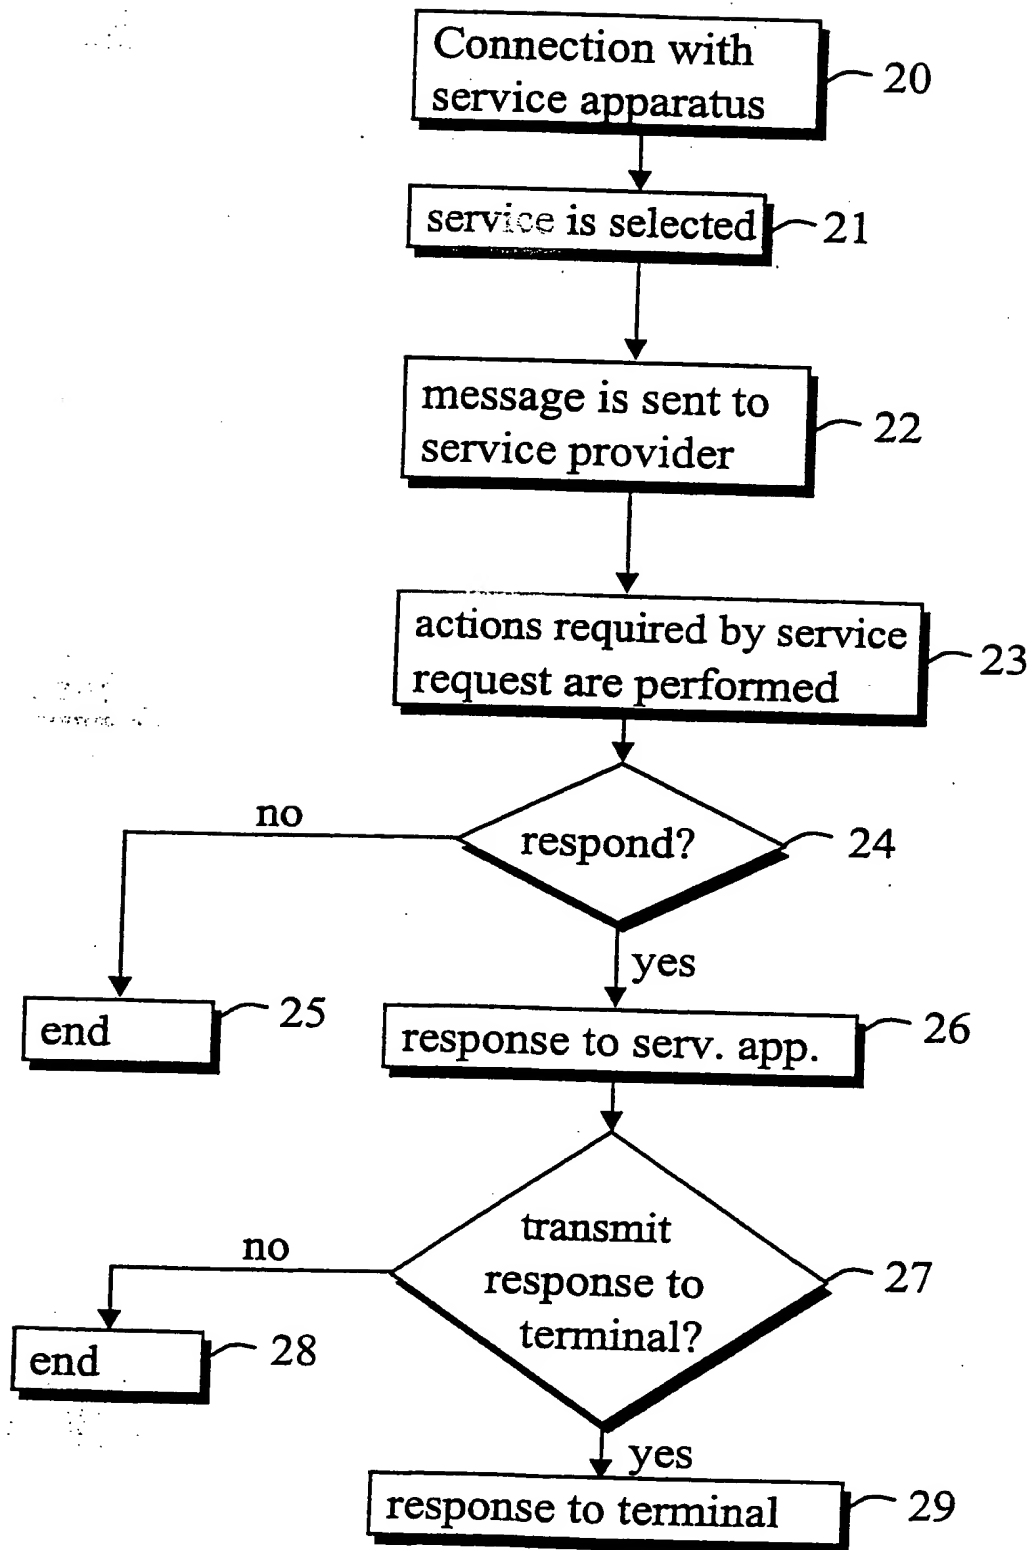 Connection with
service apparatus
20
service is selected
21
message is sent to
service provider
22
actions required by service
request are performed
23
no
respond?
24
yes
end
25
response to serv. app.
26
no
transmit
response to
terminal?
27
end
28
yes
response to terminal
29